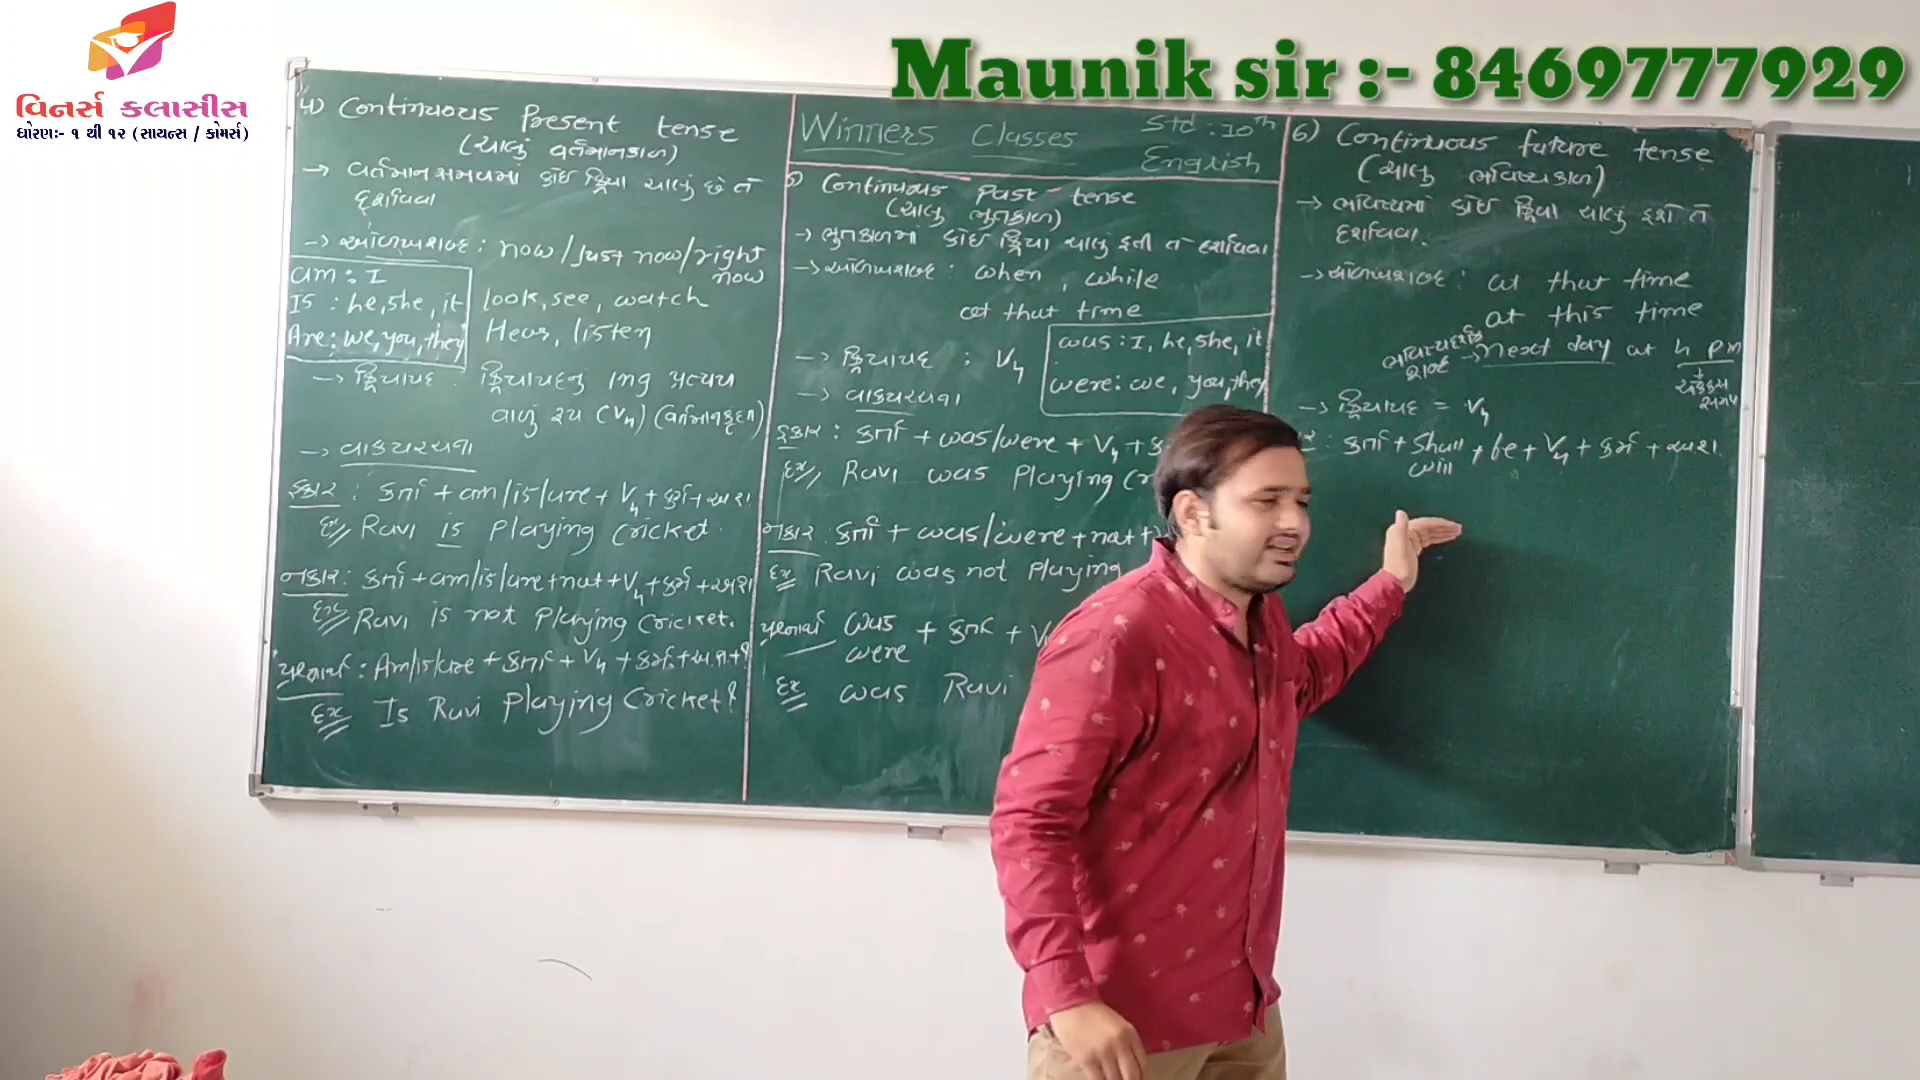 વિનર્સ ક્લાસીસ
ધોરણઃ- ૧ થી ૧૨ (સાયન્સ / કોમર્સ)
Maunik sir :- 8469777929
4) Continuous Present tense
(ચાલુ વર્તમાનકાળ)
→ વર્તમાન સમયમાં કોઈ ક્રિયા ચાલું છે તે
દર્શાવવા
→ ઓળખાશબ્દ : now/just now/right
now
am : I
Is : he, she, it
Are : we, you, they
look, see, watch
Hear, listen
→ ક્રિયાપદ : ક્રિયાપદનું ing પ્રત્યય
વાળું રૂપ (V4) (વર્તમાનકૃદંત)
→ વાક્યરચના
હકાર : કર્તા + am/is/are + V4 + કર્મ + અ.શ.
Ex Ravi is Playing Cricket.
નકાર : કર્તા + am/is/are + not + V4 + કર્મ + અ.શ
Ex Ravi is not Playing Cricket.
પ્રશ્નાર્થ : Am/is/are + કર્તા + V4 + કર્મ + અ.શ. + ?
Ex Is Ravi Playing Cricket?
Winners Classes
Std : 10th
English
5) Continuous Past tense
(ચાલુ ભુતકાળ)
→ ભુતકાળમાં કોઈ ક્રિયા ચાલું હતી તે દર્શાવવા
→ ઓળખાશબ્દ : when, while
at that time
→ ક્રિયાપદ : V4
→ વાક્યરચના
was : I, he, she, it
were : we, you, they
હકાર : કર્તા + was/were + V4 +
Ex, Ravi was Playing
નકાર કર્તા + was/were + not +
Ex Ravi was not Playing
પ્રશ્નાર્થ was + કર્તા +
were
Ex was Ravi
6) Continuous future tense
(ચાલુ ભવિષ્યકાળ)
→ ભવિષ્યમાં કોઈ ક્રિયા ચાલું હશે તે
દર્શાવવા.
→ ઓળખાશબ્દ : at that time
at this time
→ Next day at 4 pm
→ ક્રિયાપદ = V4
કર્તા + Shall + be + V4 + કર્મ + અ.શ.
will